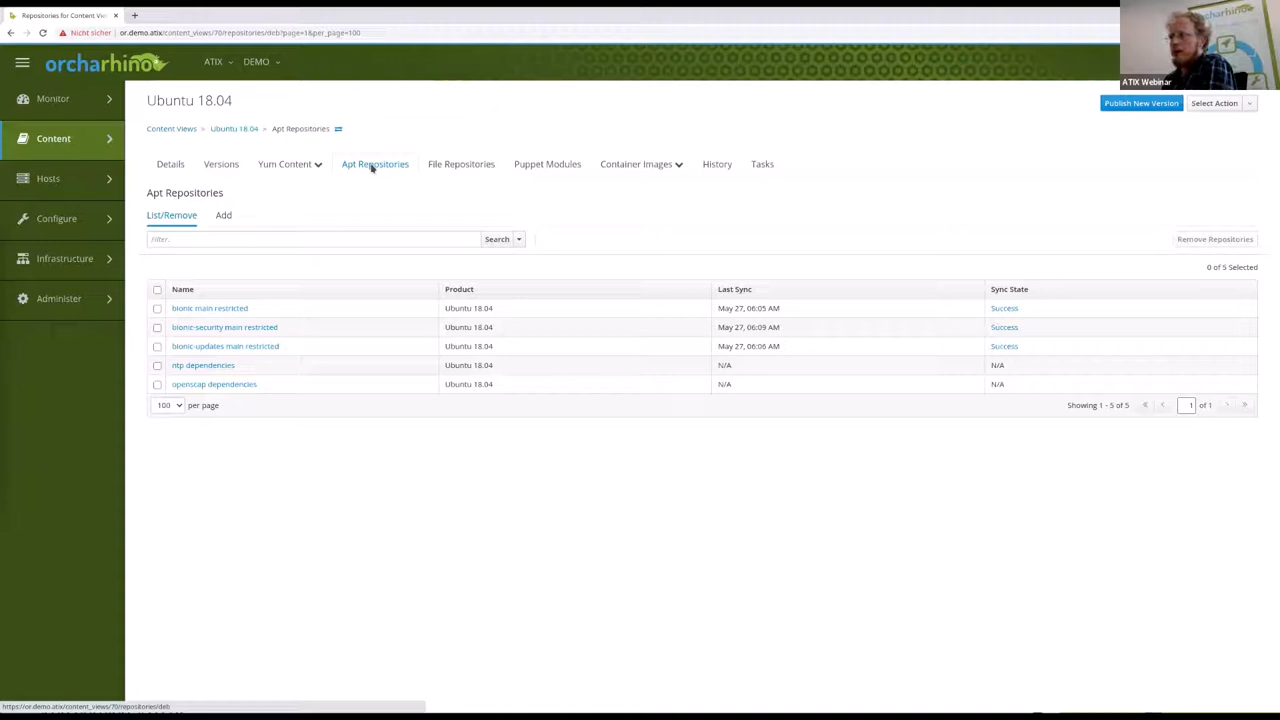 Repositories for Content Vie
Nicht sicher | or.demo.atix/content_views/70/repositories/deb?page=1&per_page=100
orcharhino
ATIX
DEMO
orcharhino
ATIX Webinar
Monitor
Content
Hosts
Configure
Infrastructure
Administer
Ubuntu 18.04
Publish New Version
Select Action
Content Views > Ubuntu 18.04 > Apt Repositories
Details Versions Yum Content Apt Repositories File Repositories Puppet Modules Container Images History Tasks
Apt Repositories
List/Remove Add
Filter.
Search
Remove Repositories
0 of 5 Selected
Name Product Last Sync Sync State
bionic main restricted Ubuntu 18.04 May 27, 06:05 AM Success
bionic-security main restricted Ubuntu 18.04 May 27, 06:09 AM Success
bionic-updates main restricted Ubuntu 18.04 May 27, 06:06 AM Success
ntp dependencies Ubuntu 18.04 N/A N/A
openscap dependencies Ubuntu 18.04 N/A N/A
100 per page Showing 1 - 5 of 5 « < 1 of 1 > »
https://or.demo.atix/content_views/70/repositories/deb